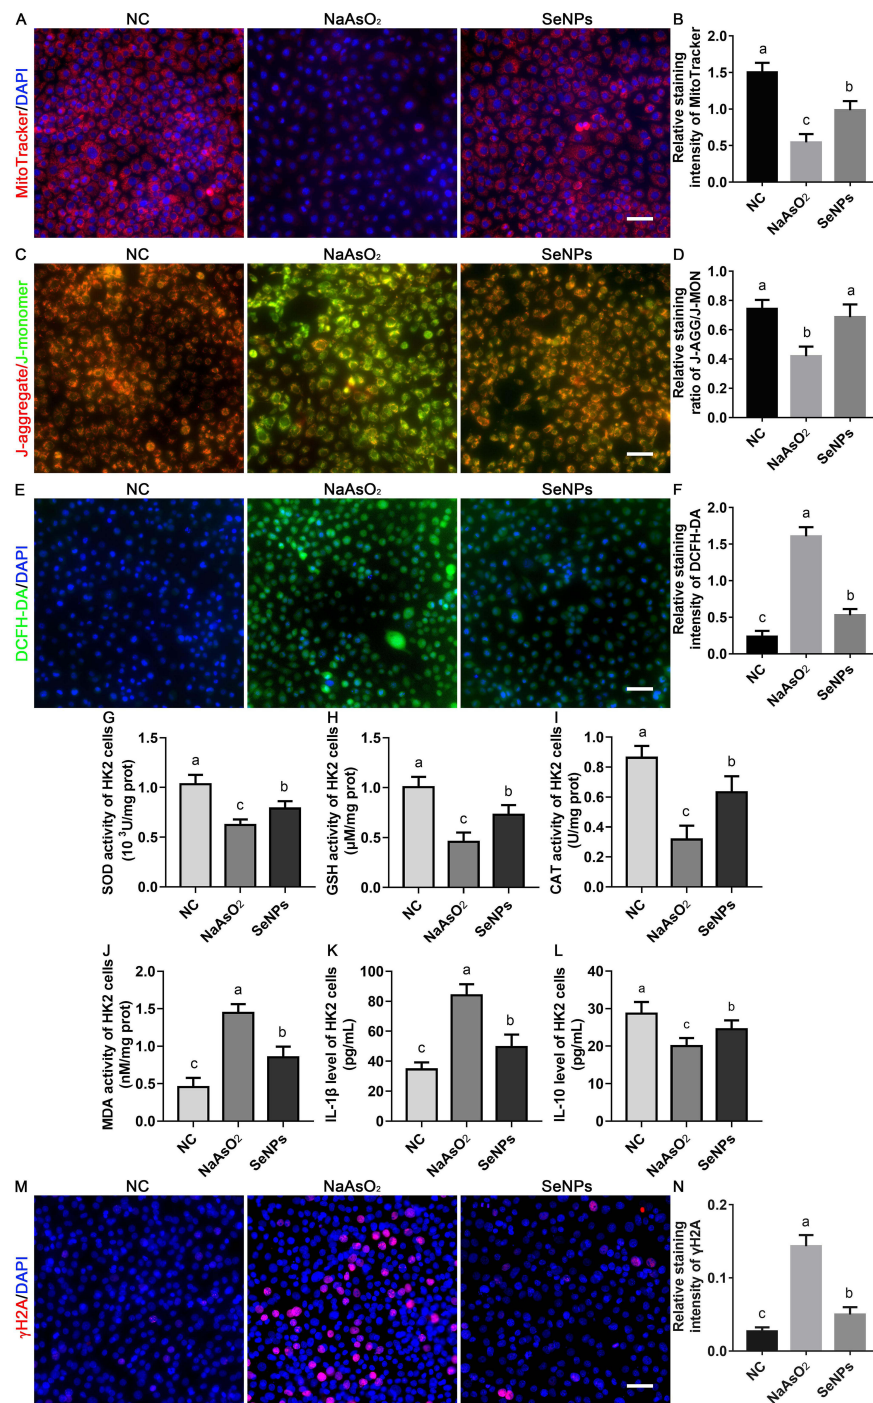 A
NC
NaAsO₂
SeNPs
MitoTracker/DAPI
B
Relative staining
intensity of MitoTracker
2.0
1.5
1.0
0.5
0.0
a
c
b
NC
NaAsO₂
SeNPs
C
NC
NaAsO₂
SeNPs
J-aggregate/J-monomer
D
Relative staining
ratio of J-AGG/J-MON
1.0
0.8
0.6
0.4
0.2
0.0
a
b
a
NC
NaAsO₂
SeNPs
E
NC
NaAsO₂
SeNPs
DCFH-DA/DAPI
F
Relative staining
intensity of DCFH-DA
2.0
1.5
1.0
0.5
0.0
c
a
b
NC
NaAsO₂
SeNPs
G
SOD activity of HK2 cells
(10 ³U/mg prot)
1.5
1.0
0.5
0.0
a
c
b
NC
NaAsO²
SeNPs
H
GSH activity of HK2 cells
(μM/mg prot)
1.5
1.0
0.5
0.0
a
c
b
NC
NaAsO²
SeNPs
I
CAT activity of HK2 cells
(U/mg prot)
1.0
0.8
0.6
0.4
0.2
0.0
a
c
b
NC
NaAsO²
SeNPs
J
MDA activity of HK2 cells
(nM/mg prot)
2.0
1.5
1.0
0.5
0.0
c
a
b
NC
NaAsO²
SeNPs
K
IL-1β level of HK2 cells
(pg/mL)
100
80
60
40
20
0
c
a
b
NC
NaAsO²
SeNPs
L
IL-10 level of HK2 cells
(pg/mL)
40
30
20
10
0
a
c
b
NC
NaAsO²
SeNPs
M
NC
NaAsO₂
SeNPs
γH2A/DAPI
N
Relative staining
intensity of γH2A
0.2
0.1
0.0
c
a
b
NC
NaAsO₂
SeNPs